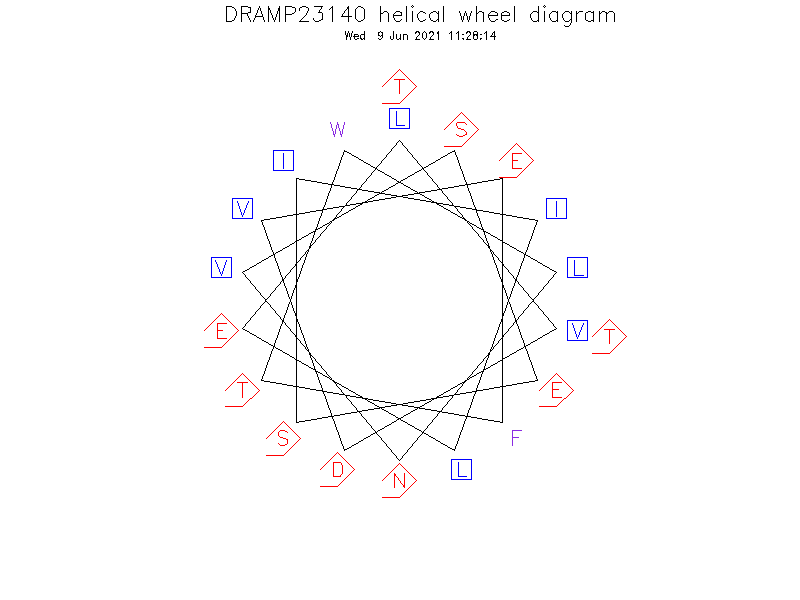 DRAMP23140 helical wheel diagram
Wed 9 Jun 2021 11:28:14
T
L
W S
I E
V I
V L
E V T
T E
S F
D N L